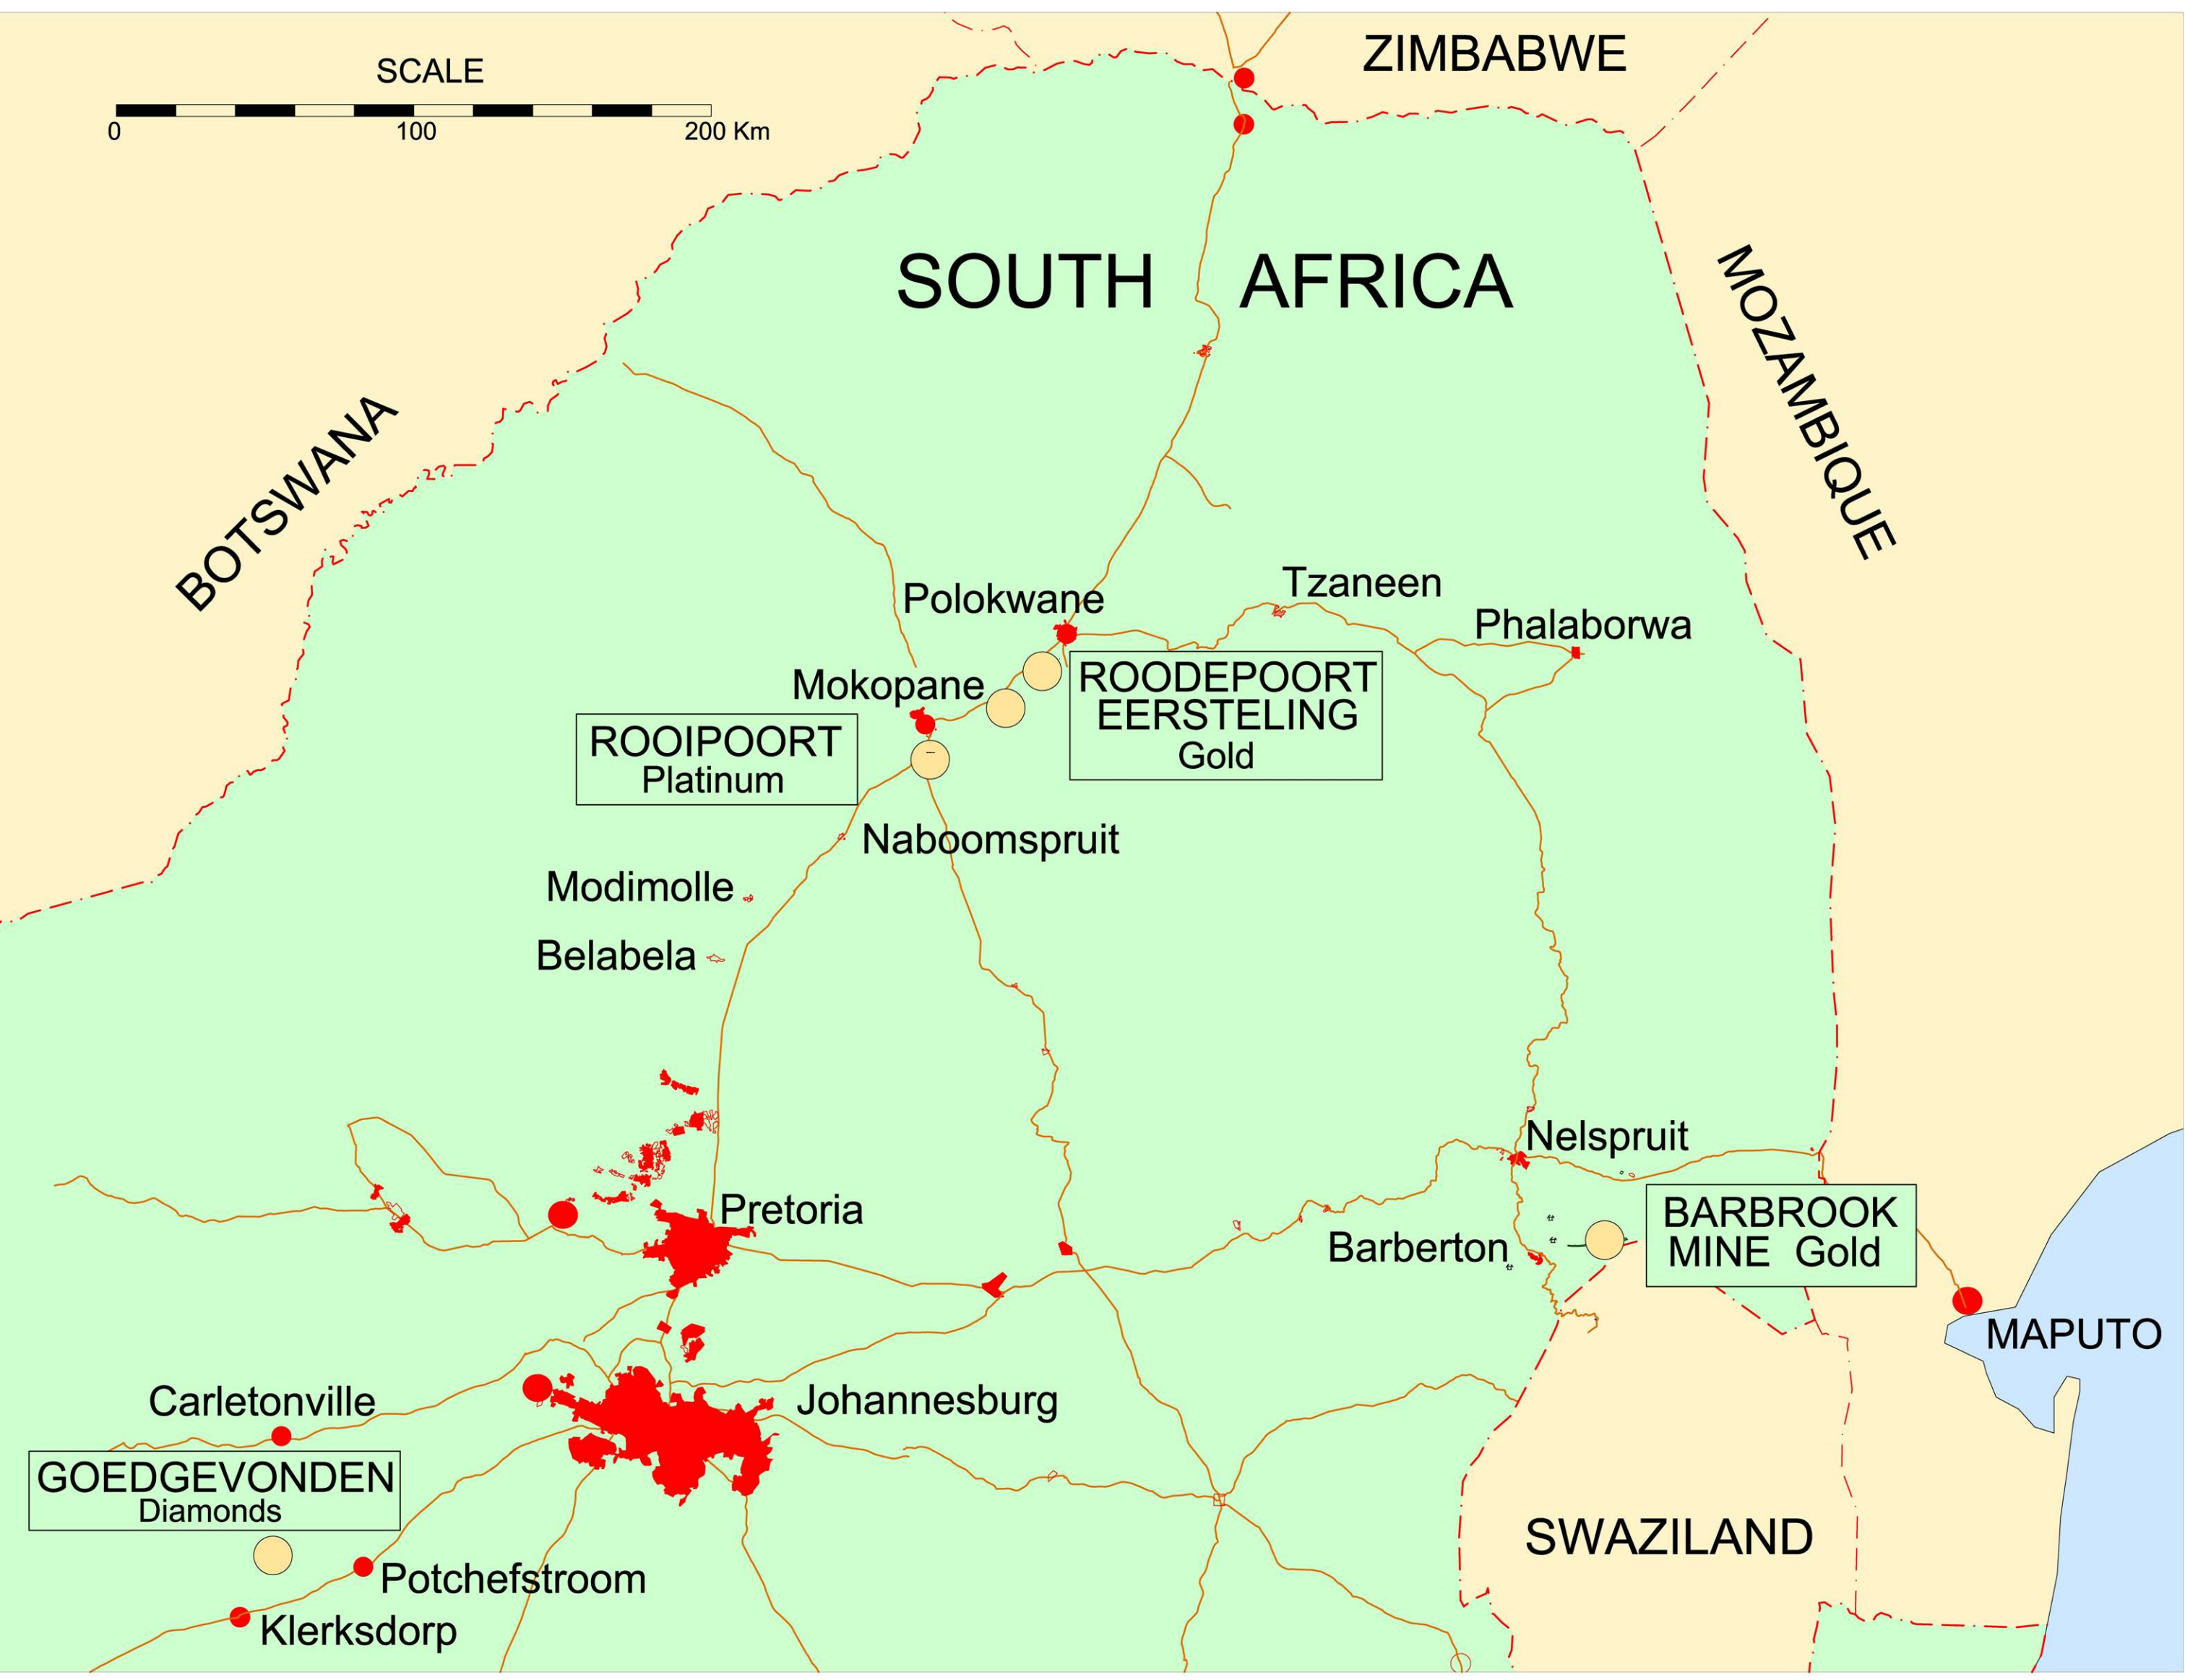 SCALE
0 100 200 Km
ZIMBABWE
SOUTH AFRICA
MOZAMBIQUE
BOTSWANA
Tzaneen
Polokwane
Phalaborwa
Mokopane
ROODEPOORT
EERSTELING
Gold
ROOIPOORT
Platinum
Naboomspruit
Modimolle
Belabela
Nelspruit
Pretoria
BARBROOK
MINE Gold
Barberton
MAPUTO
Carletonville
Johannesburg
GOEDGEVONDEN
Diamonds
SWAZILAND
Potchefstroom
Klerksdorp